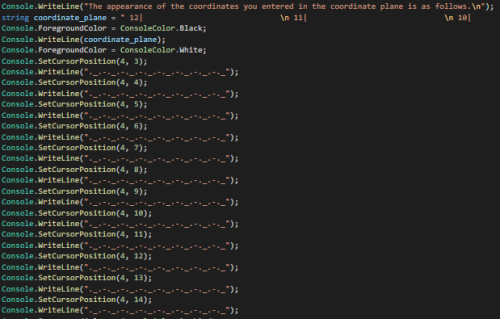 Console.WriteLine("The appearance of the coordinates you entered in the coordinate plane is as follows.\n");
string coordinate_plane = " 12| \n 11| \n 10|
Console.ForegroundColor = ConsoleColor.Black;
Console.WriteLine(coordinate_plane);
Console.ForegroundColor = ConsoleColor.White;
Console.SetCursorPosition(4, 3);
Console.WriteLine("._.-._.-._.-._.-._.-._.-._.-._");
Console.SetCursorPosition(4, 4);
Console.WriteLine("._.-._.-._.-._.-._.-._.-._.-._");
Console.SetCursorPosition(4, 5);
Console.WriteLine("._.-._.-._.-._.-._.-._.-._.-._");
Console.SetCursorPosition(4, 6);
Console.WriteLine("._.-._.-._.-._.-._.-._.-._.-._");
Console.SetCursorPosition(4, 7);
Console.WriteLine("._.-._.-._.-._.-._.-._.-._.-._");
Console.SetCursorPosition(4, 8);
Console.WriteLine("._.-._.-._.-._.-._.-._.-._.-._");
Console.SetCursorPosition(4, 9);
Console.WriteLine("._.-._.-._.-._.-._.-._.-._.-._");
Console.SetCursorPosition(4, 10);
Console.WriteLine("._.-._.-._.-._.-._.-._.-._.-._");
Console.SetCursorPosition(4, 11);
Console.WriteLine("._.-._.-._.-._.-._.-._.-._.-._");
Console.SetCursorPosition(4, 12);
Console.WriteLine("._.-._.-._.-._.-._.-._.-._.-._");
Console.SetCursorPosition(4, 13);
Console.WriteLine("._.-._.-._.-._.-._.-._.-._.-._");
Console.SetCursorPosition(4, 14);
Console.WriteLine("._.-._.-._.-._.-._.-._.-._.-._");